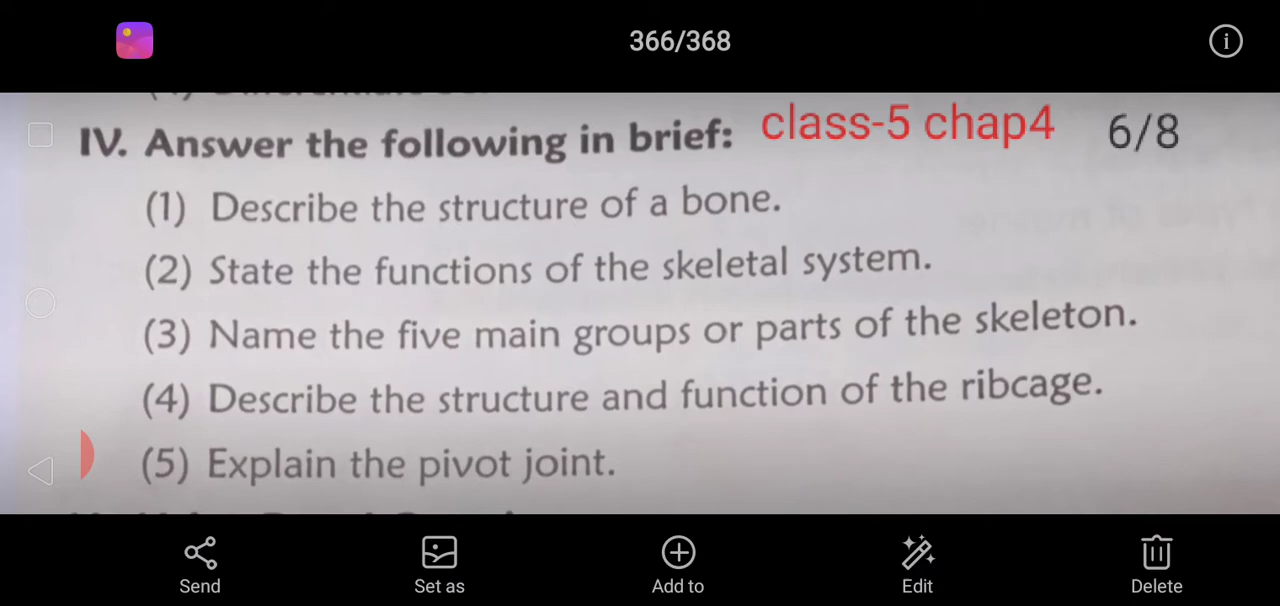 366/368
IV. Answer the following in brief: class-5 chap4 6/8
(1) Describe the structure of a bone.
(2) State the functions of the skeletal system.
(3) Name the five main groups or parts of the skeleton.
(4) Describe the structure and function of the ribcage.
(5) Explain the pivot joint.
Send Set as Add to Edit Delete